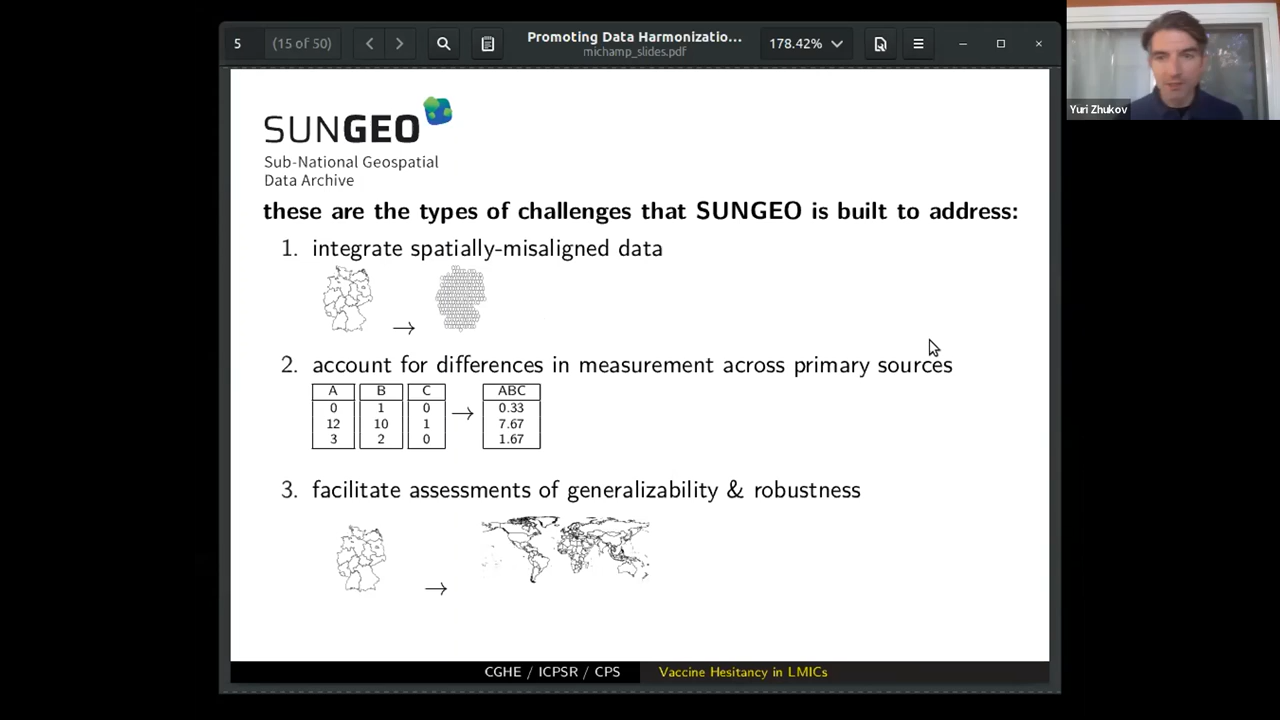 5 (15 of 50)
Promoting Data Harmonizatio...
michamp_slides.pdf
178.42%
Yuri Zhukov
SUNGEO
Sub-National Geospatial
Data Archive
these are the types of challenges that SUNGEO is built to address:
1. integrate spatially-misaligned data
→
2. account for differences in measurement across primary sources
A B C ABC
0 1 0 0.33
12 10 1 → 7.67
3 2 0 1.67
3. facilitate assessments of generalizability & robustness
→
CGHE / ICPSR / CPS Vaccine Hesitancy in LMICs